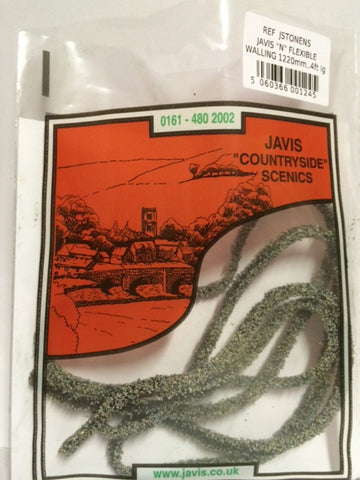 REF JSTONENS
JAVIS "N" FLEXIBLE
WALLING 1220mm..4ft lg
5 060366 001245
0161 - 480 2002
JAVIS
"COUNTRYSIDE"
SCENICS
www.javis.co.uk